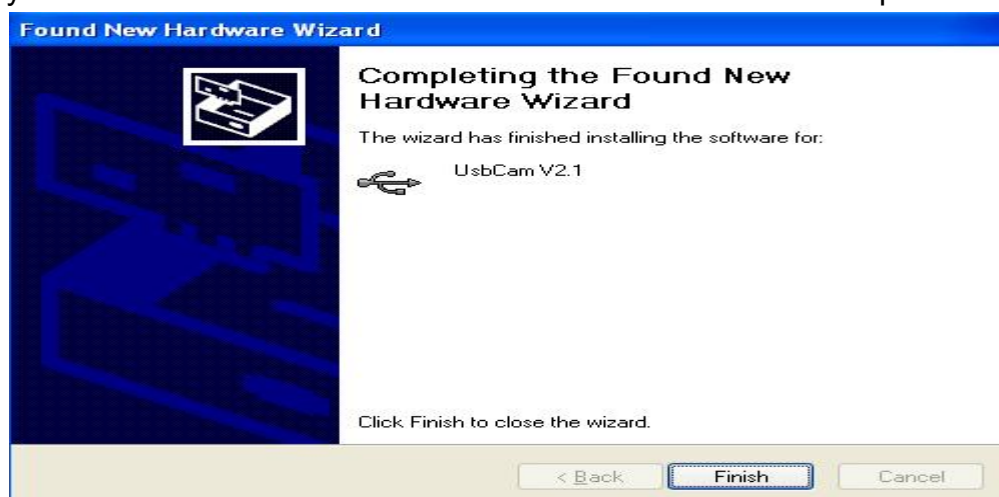 Found New Hardware Wizard
Completing the Found New
Hardware Wizard
The wizard has finished installing the software for:
UsbCam V2.1
Click Finish to close the wizard.
< Back
Finish
Cancel